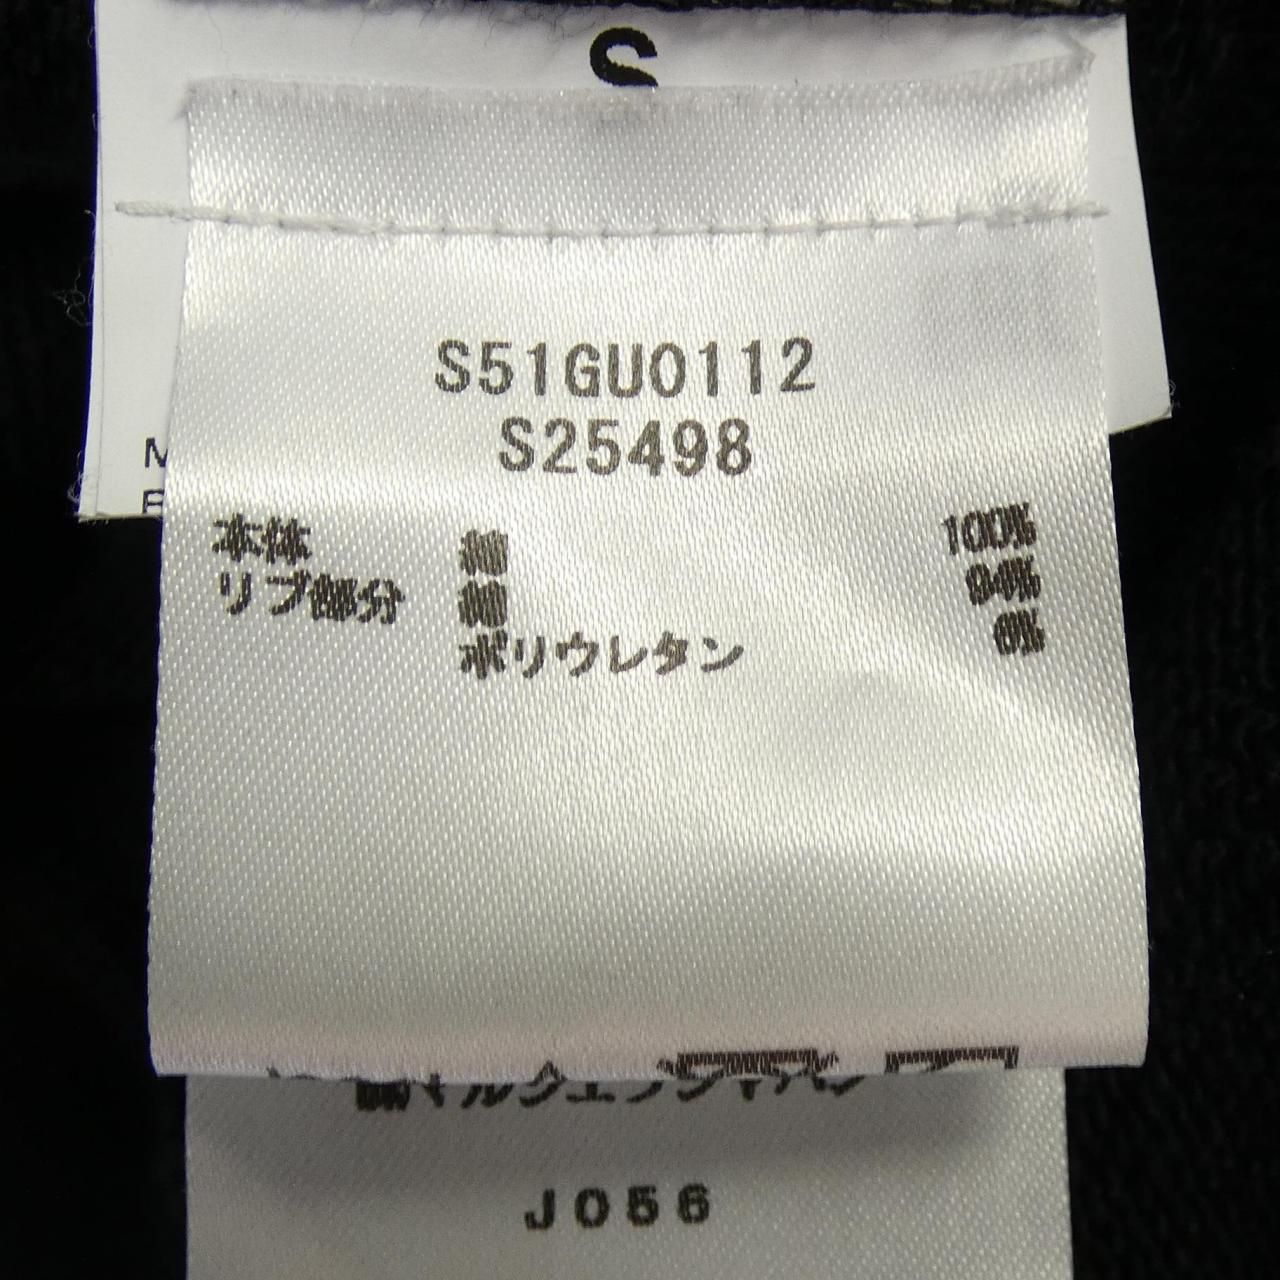 S
S51GU0112
S25498
本体 綿 100%
リブ部分 綿 94%
ポリウレタン 6%
J056